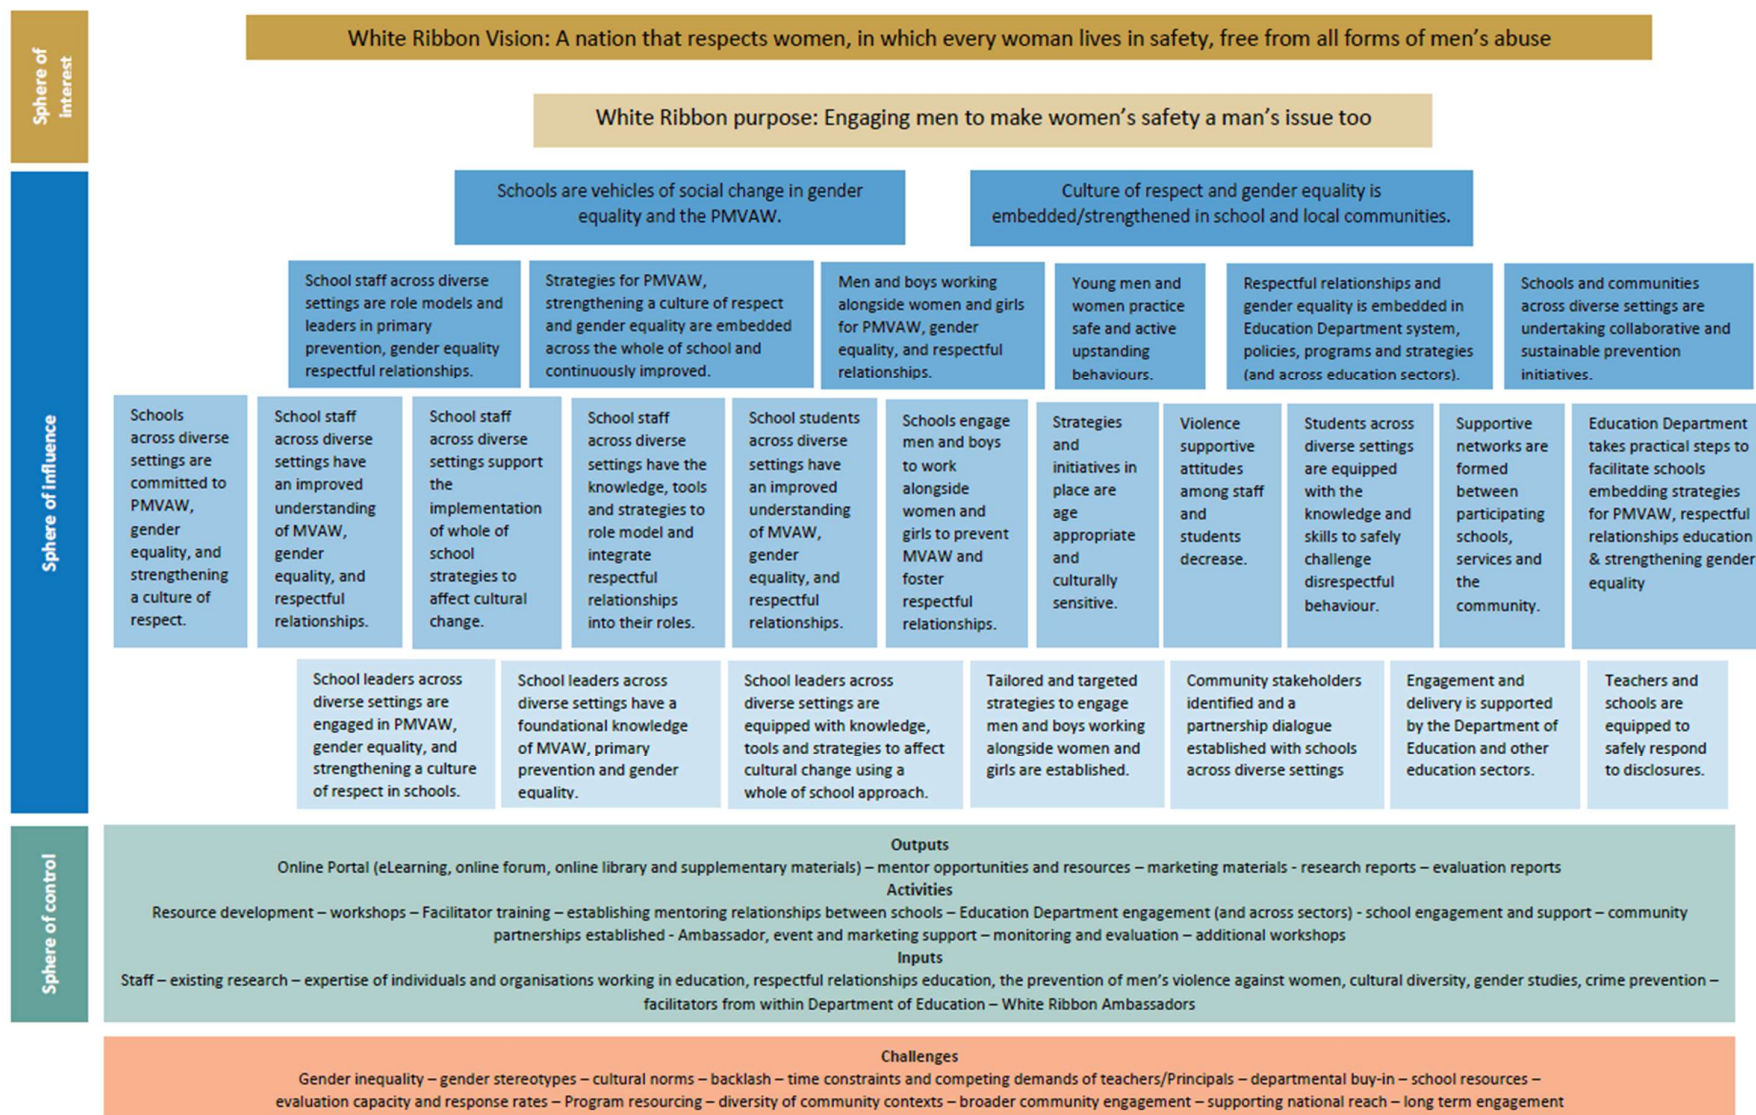 Sphere of
interest
White Ribbon Vision: A nation that respects women, in which every woman lives in safety, free from all forms of men's abuse
White Ribbon purpose: Engaging men to make women's safety a man's issue too
Sphere of influence
Schools are vehicles of social change in gender
equality and the PMVAW.
Culture of respect and gender equality is
embedded/strengthened in school and local communities.
School staff across diverse
settings are role models and
leaders in primary
prevention, gender equality
respectful relationships.
Strategies for PMVAW,
strengthening a culture of respect
and gender equality are embedded
across the whole of school and
continuously improved.
Men and boys working
alongside women and girls
for PMVAW, gender
equality, and respectful
relationships.
Young men and
women practice
safe and active
upstanding
behaviours.
Respectful relationships and
gender equality is embedded in
Education Department system,
policies, programs and strategies
(and across education sectors).
Schools and communities
across diverse settings are
undertaking collaborative and
sustainable prevention
initiatives.
Schools
across diverse
settings are
committed to
PMVAW,
gender
equality, and
strengthening
a culture of
respect.
School staff
across diverse
settings have
an improved
understanding
of MVAW,
gender
equality, and
respectful
relationships.
School staff
across diverse
settings support
the
implementation
of whole of
school
strategies to
affect cultural
change.
School staff
across diverse
settings have the
knowledge, tools
and strategies to
role model and
integrate
respectful
relationships
into their roles.
School students
across diverse
settings have
an improved
understanding
of MVAW,
gender
equality, and
respectful
relationships.
Schools engage
men and boys
to work
alongside
women and
girls to prevent
MVAW and
foster
respectful
relationships.
Strategies
and
initiatives in
place are
age
appropriate
and
culturally
sensitive.
Violence
supportive
attitudes
among staff
and
students
decrease.
Students across
diverse settings
are equipped
with the
knowledge and
skills to safely
challenge
disrespectful
behaviour.
Supportive
networks are
formed
between
participating
schools,
services and
the
community.
Education Department
takes practical steps to
facilitate schools
embedding strategies
for PMVAW, respectful
relationships education
& strengthening gender
equality
School leaders across
diverse settings are
engaged in PMVAW,
gender equality, and
strengthening a culture
of respect in schools.
School leaders across
diverse settings have a
foundational knowledge
of MVAW, primary
prevention and gender
equality.
School leaders across
diverse settings are
equipped with knowledge,
tools and strategies to affect
cultural change using a
whole of school approach.
Tailored and targeted
strategies to engage
men and boys working
alongside women and
girls are established.
Community stakeholders
identified and a
partnership dialogue
established with schools
across diverse settings
Engagement and
delivery is supported
by the Department of
Education and other
education sectors.
Teachers and
schools are
equipped to
safely respond
to disclosures.
Sphere of control
Outputs
Online Portal (eLearning, online forum, online library and supplementary materials) – mentor opportunities and resources – marketing materials - research reports – evaluation reports
Activities
Resource development – workshops – Facilitator training – establishing mentoring relationships between schools – Education Department engagement (and across sectors) - school engagement and support – community
partnerships established - Ambassador, event and marketing support – monitoring and evaluation – additional workshops
Inputs
Staff – existing research – expertise of individuals and organisations working in education, respectful relationships education, the prevention of men's violence against women, cultural diversity, gender studies, crime prevention –
facilitators from within Department of Education – White Ribbon Ambassadors
Challenges
Gender inequality – gender stereotypes – cultural norms – backlash – time constraints and competing demands of teachers/Principals – departmental buy-in – school resources –
evaluation capacity and response rates – Program resourcing – diversity of community contexts – broader community engagement – supporting national reach – long term engagement